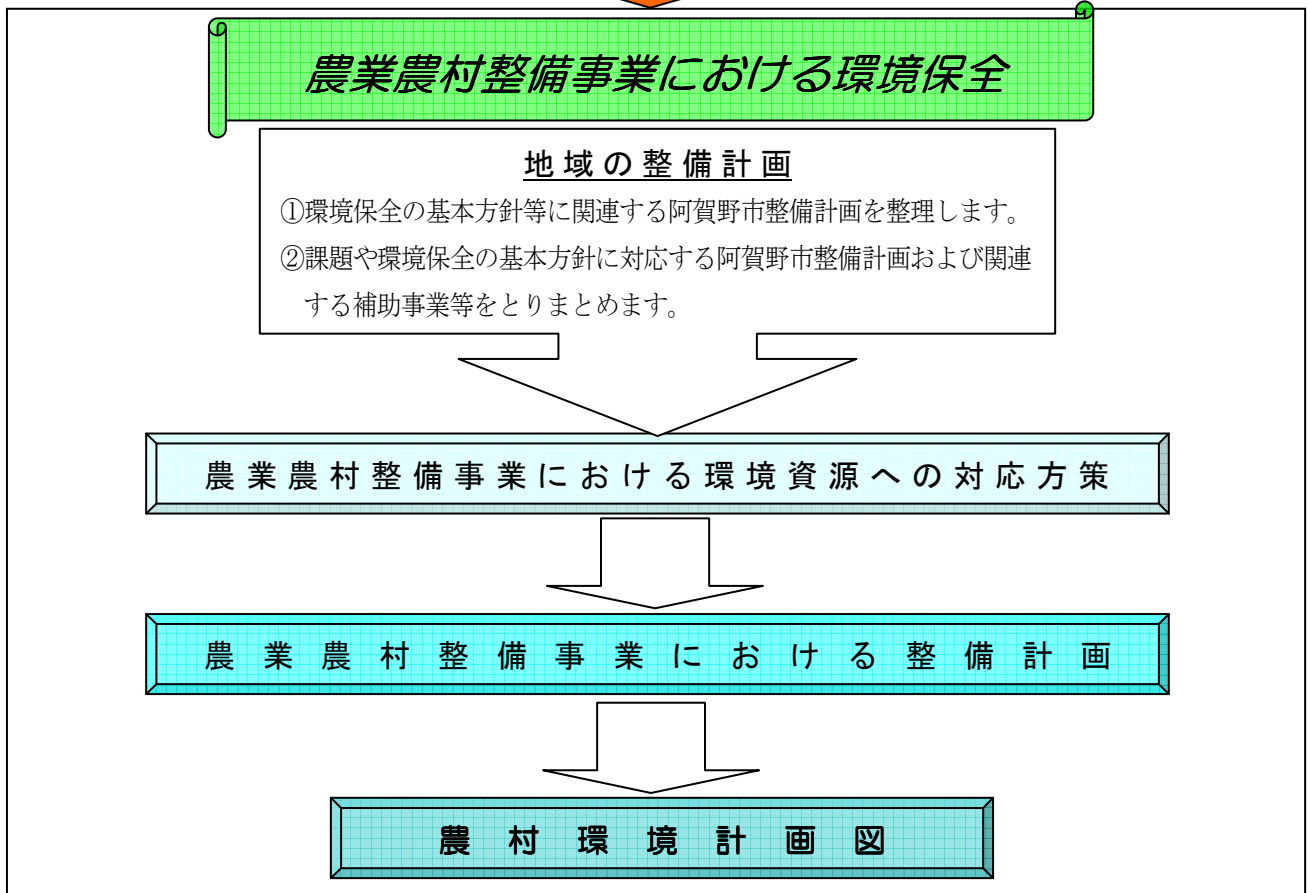 農業農村整備事業における環境保全
地域の整備計画
①環境保全の基本方針等に関連する阿賀野市整備計画を整理します。
②課題や環境保全の基本方針に対応する阿賀野市整備計画および関連
する補助事業等をとりまとめます。
農業農村整備事業における環境資源への対応方策
農業農村整備事業における整備計画
農村環境計画図